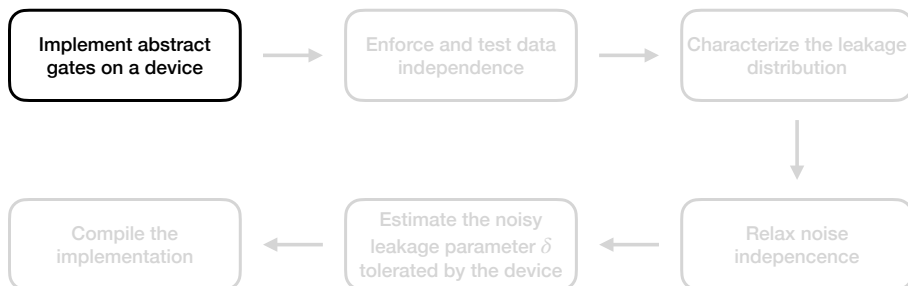 Implement abstract
gates on a device
Enforce and test data
independence
Characterize the leakage
distribution
Compile the
implementation
Estimate the noisy
leakage parameter δ
tolerated by the device
Relax noise
indepencence